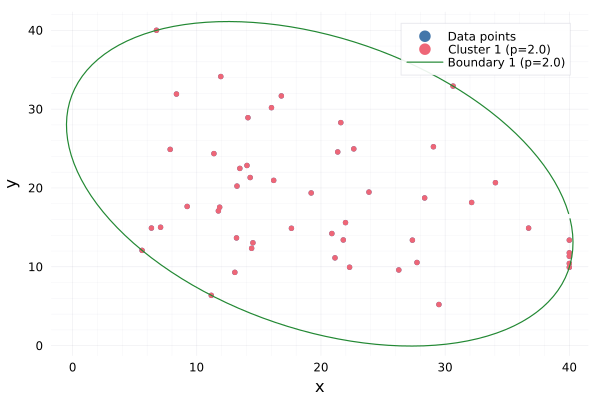 Data points
Cluster 1 (p=2.0)
Boundary 1 (p=2.0)
40
30
20
10
0
y
0 10 20 30 40
x